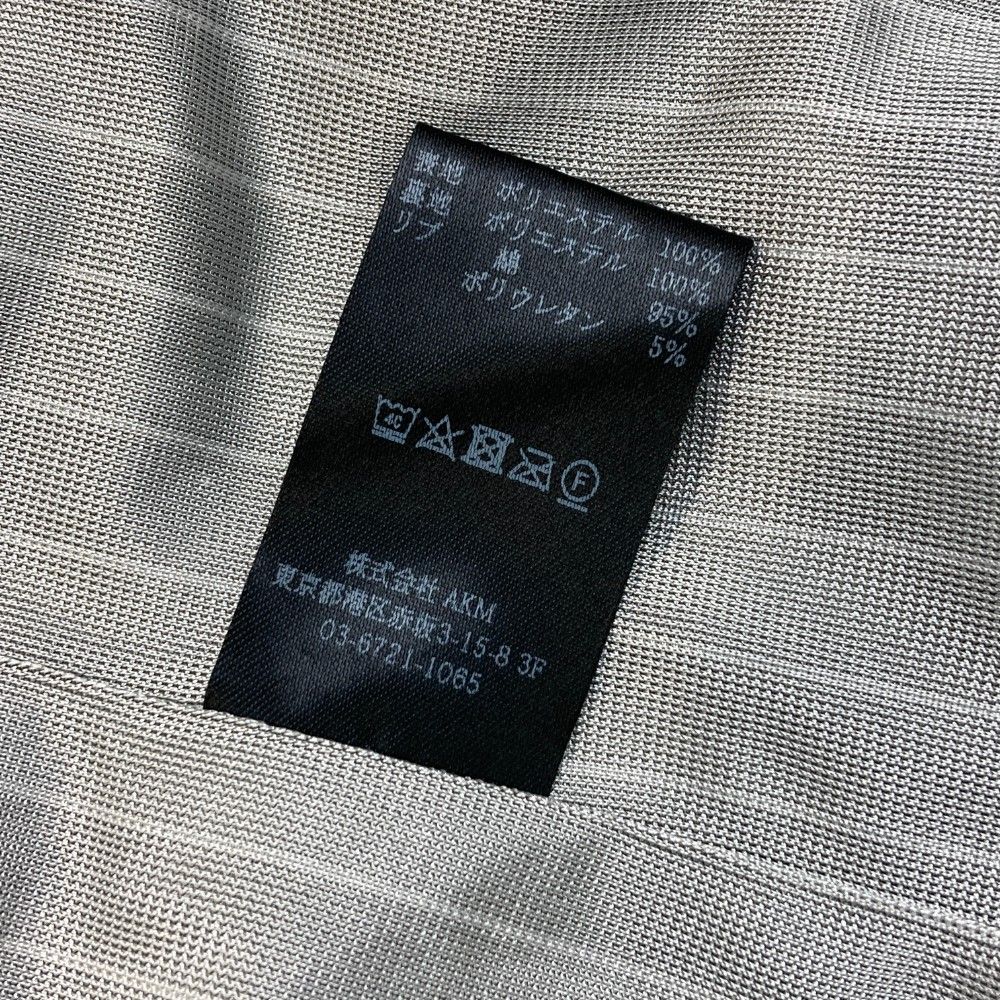 表地 ポリエステル 100%
裏地 ポリエステル 100%
リブ 綿 95%
ポリウレタン 5%
4C
F
株式会社 AKM
東京都港区赤坂3-15-8 3F
03-6721-1065